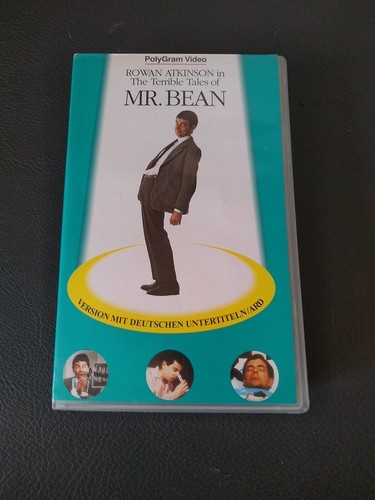 PolyGram Video
ROWAN ATKINSON in
The Terrible Tales of
MR. BEAN
VERSION MIT DEUTSCHEN UNTERTITELN/ARD